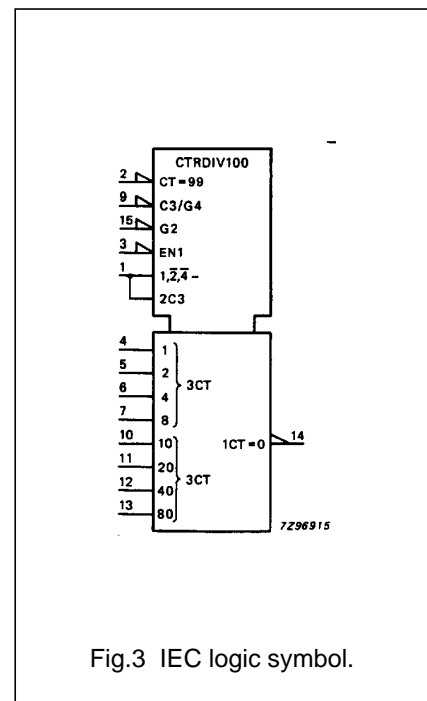 CTRDIV100
2 CT=99
9 C3/G4
15 G2
3 EN1
1 1,2̅,4̅ –
2C3
4 1
5 2
3CT
6 4
7 8
10 10
1CT=0 14
11 20
3CT
12 40
13 80
7Z96915
Fig.3 IEC logic symbol.